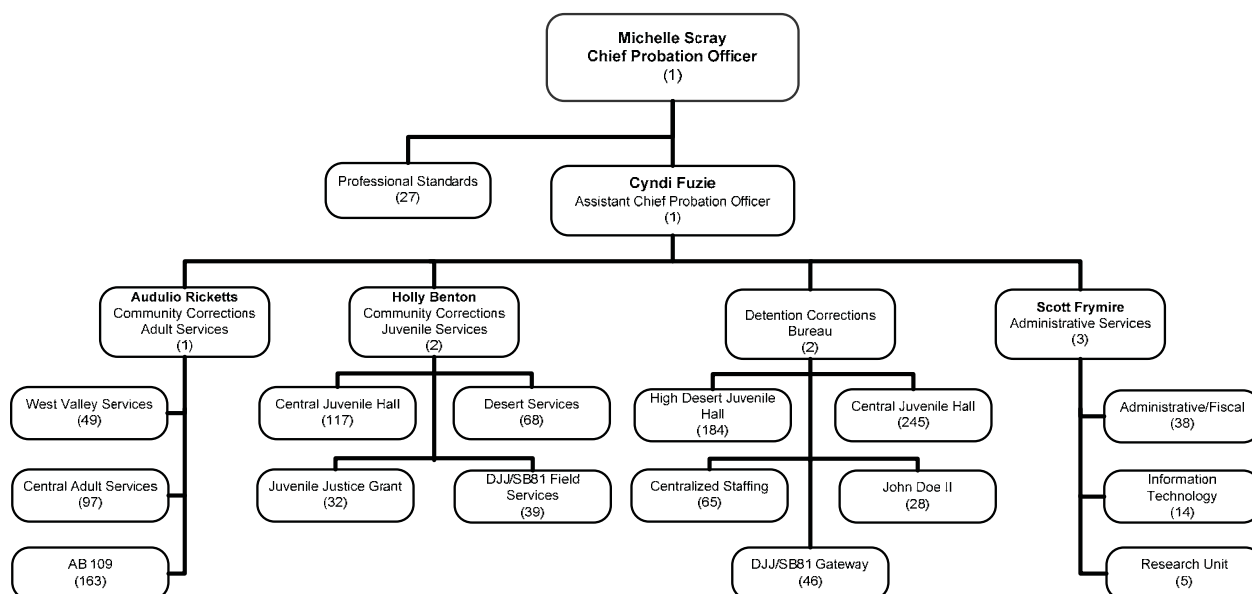 Michelle Scray
Chief Probation Officer
(1)
Professional Standards
(27)
Cyndi Fuzie
Assistant Chief Probation Officer
(1)
Audulio Ricketts
Community Corrections
Adult Services
(1)
Holly Benton
Community Corrections
Juvenile Services
(2)
Detention Corrections
Bureau
(2)
Scott Frymire
Administrative Services
(3)
West Valley Services
(49)
Central Juvenile Hall
(117)
Desert Services
(68)
High Desert Juvenile
Hall
(184)
Central Juvenile Hall
(245)
Administrative/Fiscal
(38)
Central Adult Services
(97)
Juvenile Justice Grant
(32)
DJJ/SB81 Field
Services
(39)
Centralized Staffing
(65)
John Doe II
(28)
Information
Technology
(14)
AB 109
(163)
DJJ/SB81 Gateway
(46)
Research Unit
(5)